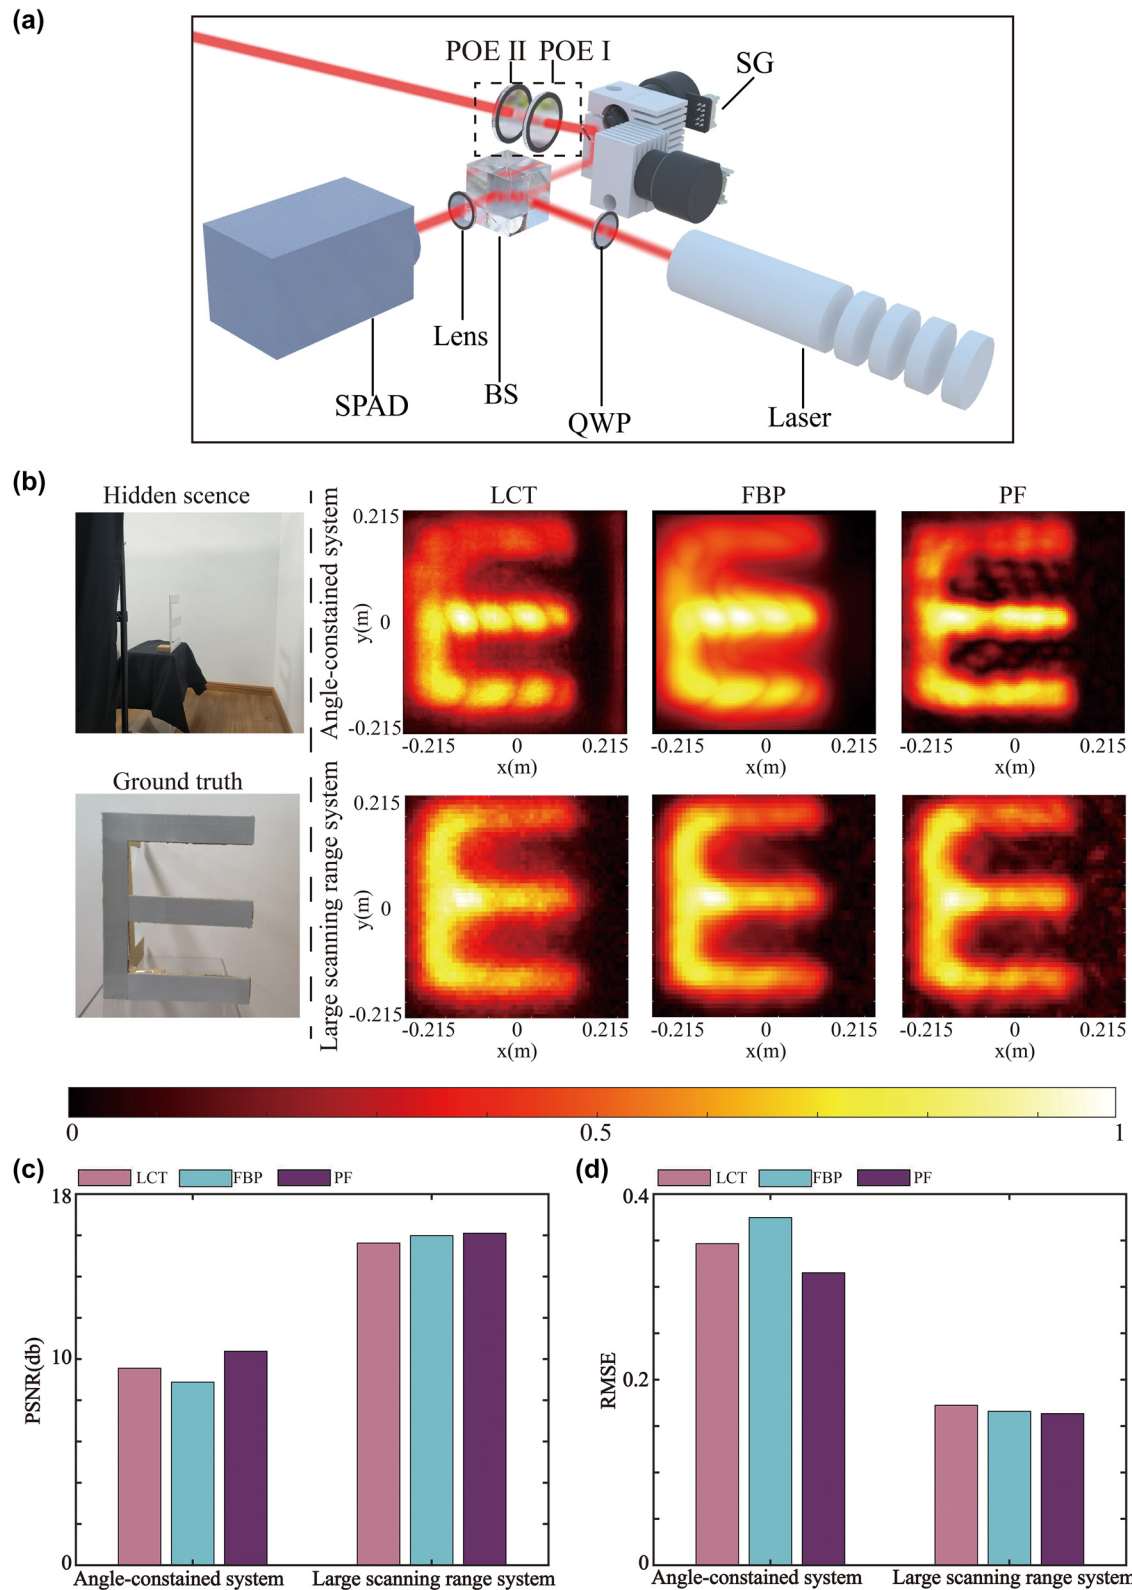 (a)
POE II POE I
SG
Lens
SPAD
BS
QWP
Laser
(b)
Hidden scence
Angle-constained system
LCT
FBP
PF
0.215
y(m)
0
-0.215
-0.215 0 0.215
x(m)
-0.215 0 0.215
x(m)
-0.215 0 0.215
x(m)
Ground truth
Large scanning range system
0.215
y(m)
0
-0.215
-0.215 0 0.215
x(m)
-0.215 0 0.215
x(m)
-0.215 0 0.215
x(m)
0 0.5 1
(c)
LCT FBP PF
18
10
0
PSNR(db)
Angle-constained system Large scanning range system
(d)
LCT FBP PF
0.4
0.2
0
RMSE
Angle-constained system Large scanning range system